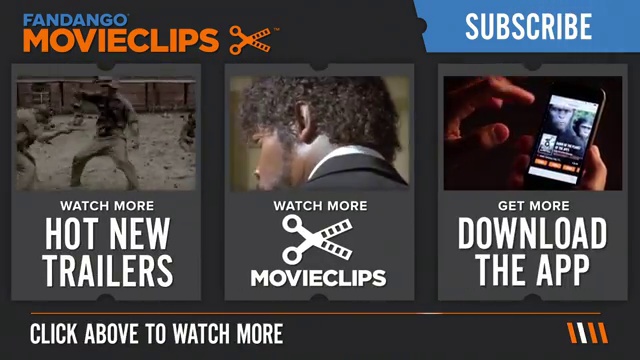 FANDANGO
MOVIECLIPS ™
SUBSCRIBE
WATCH MORE
HOT NEW
TRAILERS
WATCH MORE
MOVIECLIPS
GET MORE
DOWNLOAD
THE APP
CLICK ABOVE TO WATCH MORE